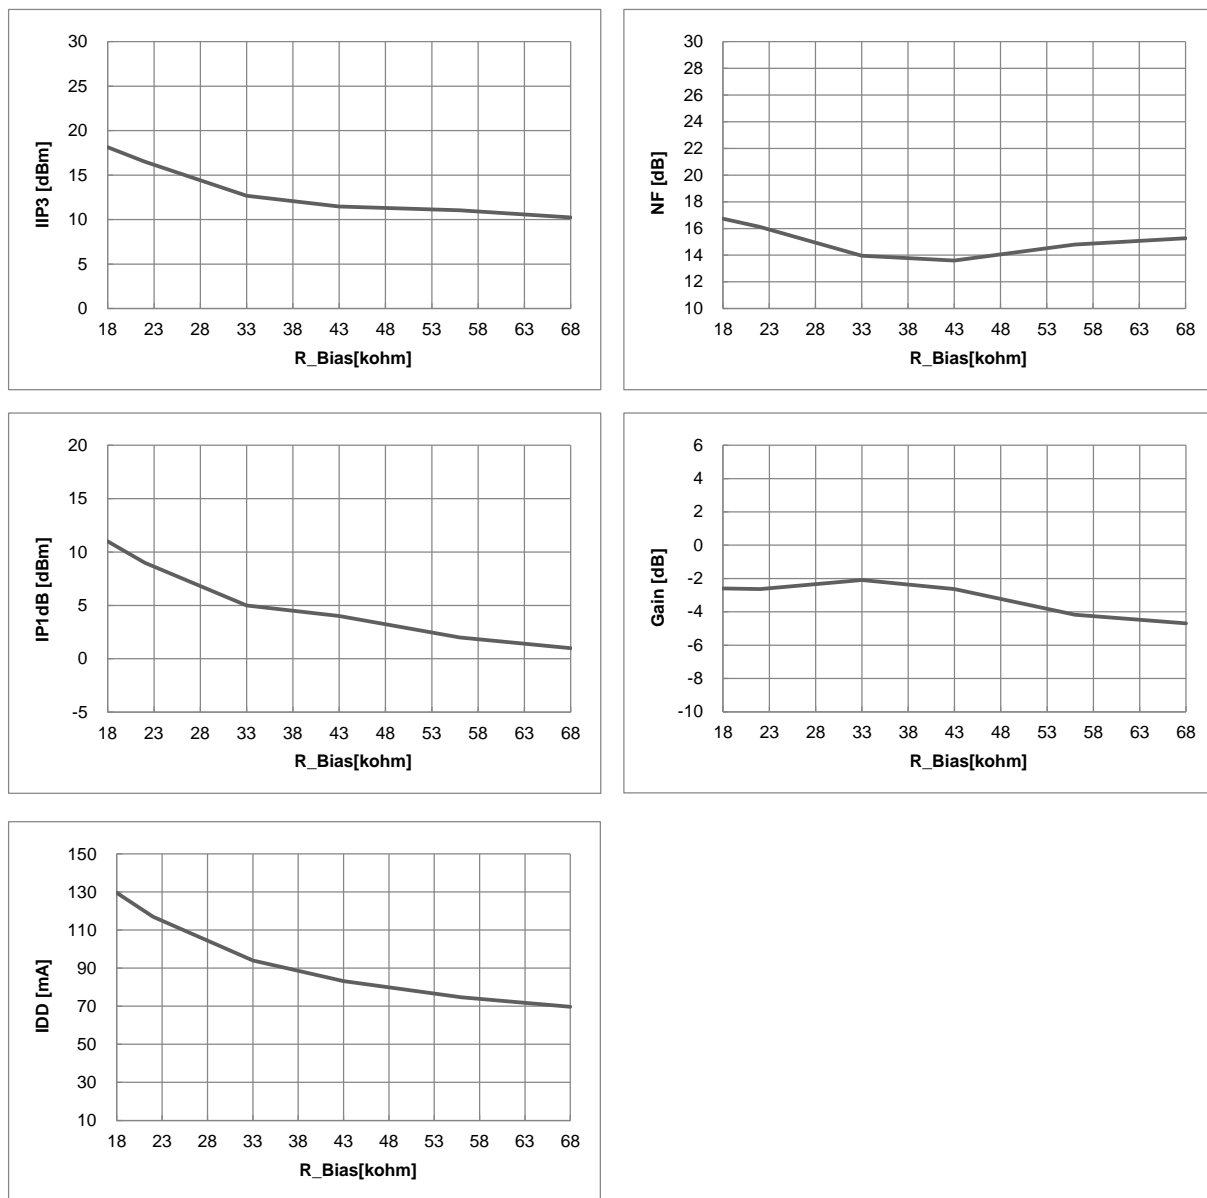 30
25
20
15
10
5
0
IIP3 [dBm]
18 23 28 33 38 43 48 53 58 63 68
R_Bias[kohm]
30
28
26
24
22
20
18
16
14
12
10
NF [dB]
18 23 28 33 38 43 48 53 58 63 68
R_Bias[kohm]
20
15
10
5
0
-5
IP1dB [dBm]
18 23 28 33 38 43 48 53 58 63 68
R_Bias[kohm]
6
4
2
0
-2
-4
-6
-8
-10
Gain [dB]
18 23 28 33 38 43 48 53 58 63 68
R_Bias[kohm]
150
130
110
90
70
50
30
10
IDD [mA]
18 23 28 33 38 43 48 53 58 63 68
R_Bias[kohm]